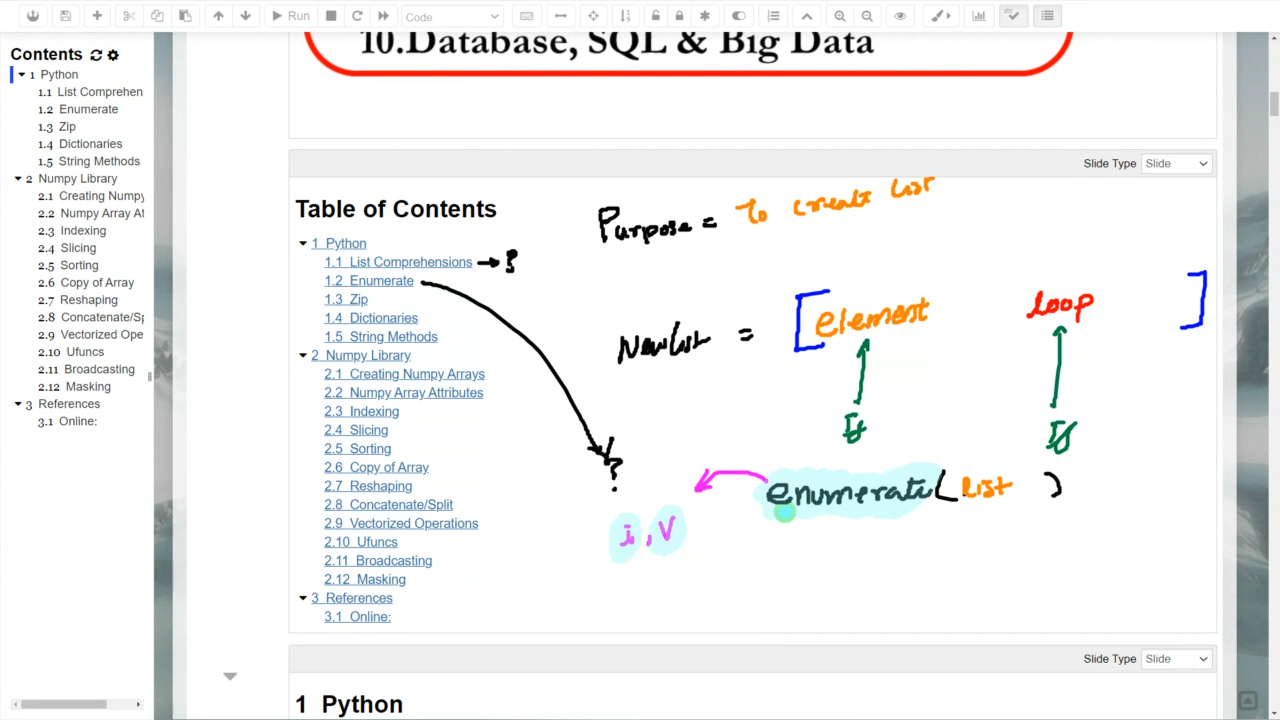 Run
Code
Contents
1 Python
1.1 List Comprehen
1.2 Enumerate
1.3 Zip
1.4 Dictionaries
1.5 String Methods
2 Numpy Library
2.1 Creating Numpy
2.2 Numpy Array At
2.3 Indexing
2.4 Slicing
2.5 Sorting
2.6 Copy of Array
2.7 Reshaping
2.8 Concatenate/Sp
2.9 Vectorized Ope
2.10 Ufuncs
2.11 Broadcasting
2.12 Masking
3 References
3.1 Online:
10.Database, SQL & Big Data
Slide Type Slide
Table of Contents
1 Python
1.1 List Comprehensions → ?
1.2 Enumerate
1.3 Zip
1.4 Dictionaries
1.5 String Methods
2 Numpy Library
2.1 Creating Numpy Arrays
2.2 Numpy Array Attributes
2.3 Indexing
2.4 Slicing
2.5 Sorting
2.6 Copy of Array
2.7 Reshaping
2.8 Concatenate/Split
2.9 Vectorized Operations
2.10 Ufuncs
2.11 Broadcasting
2.12 Masking
3 References
3.1 Online:
Purpose = To create list
New list = [ element loop ]
If If
?
enumerate( list )
i, v
Slide Type Slide
1 Python